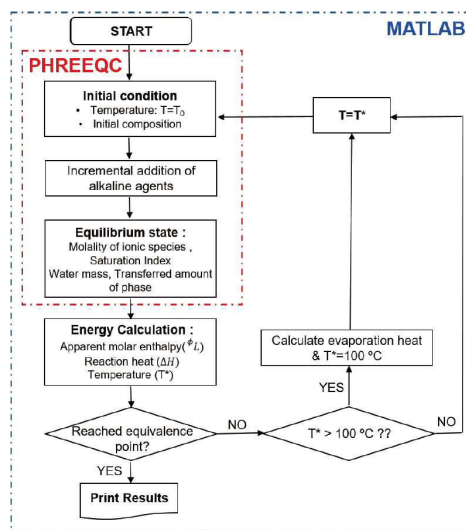 START
MATLAB
PHREEQC
Initial condition
• Temperature: T=T₀
• Initial composition
T=T*
Incremental addition of
alkaline agents
Equilibrium state :
Molality of ionic species ,
Saturation Index
Water mass, Transferred amount
of phase
Energy Calculation :
Apparent molar enthalpy(ᶲL)
Reaction heat (ΔH)
Temperature (T*)
Calculate evaporation heat
& T*=100 ºC
YES
NO
Reached equivalence
point?
NO
T* > 100 °C ??
YES
Print Results